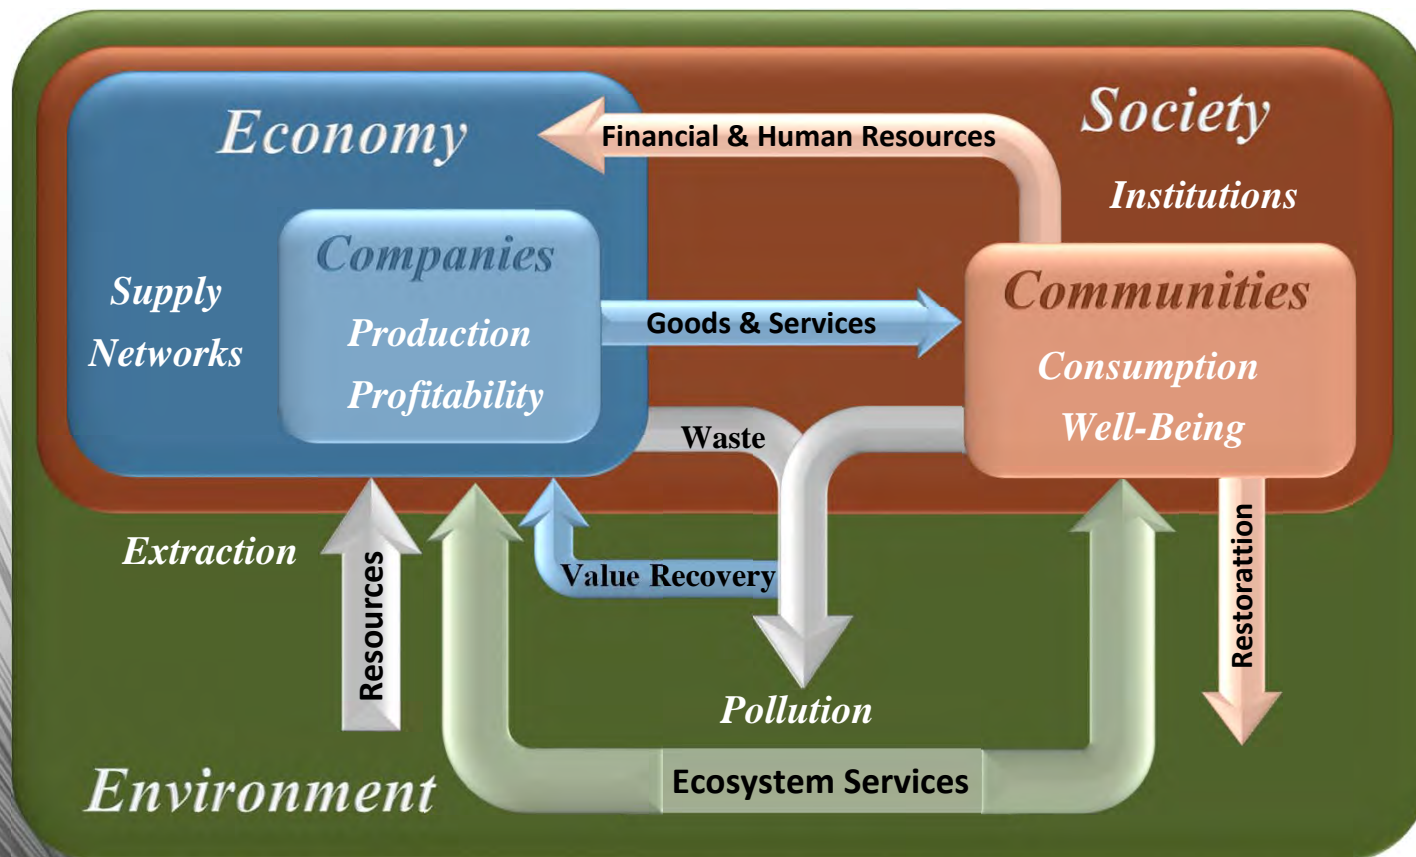 Economy
Society
Financial & Human Resources
Institutions
Companies
Communities
Supply
Networks
Production
Profitability
Goods & Services
Consumption
Well-Being
Waste
Extraction
Resources
Value Recovery
Restoration
Pollution
Ecosystem Services
Environment